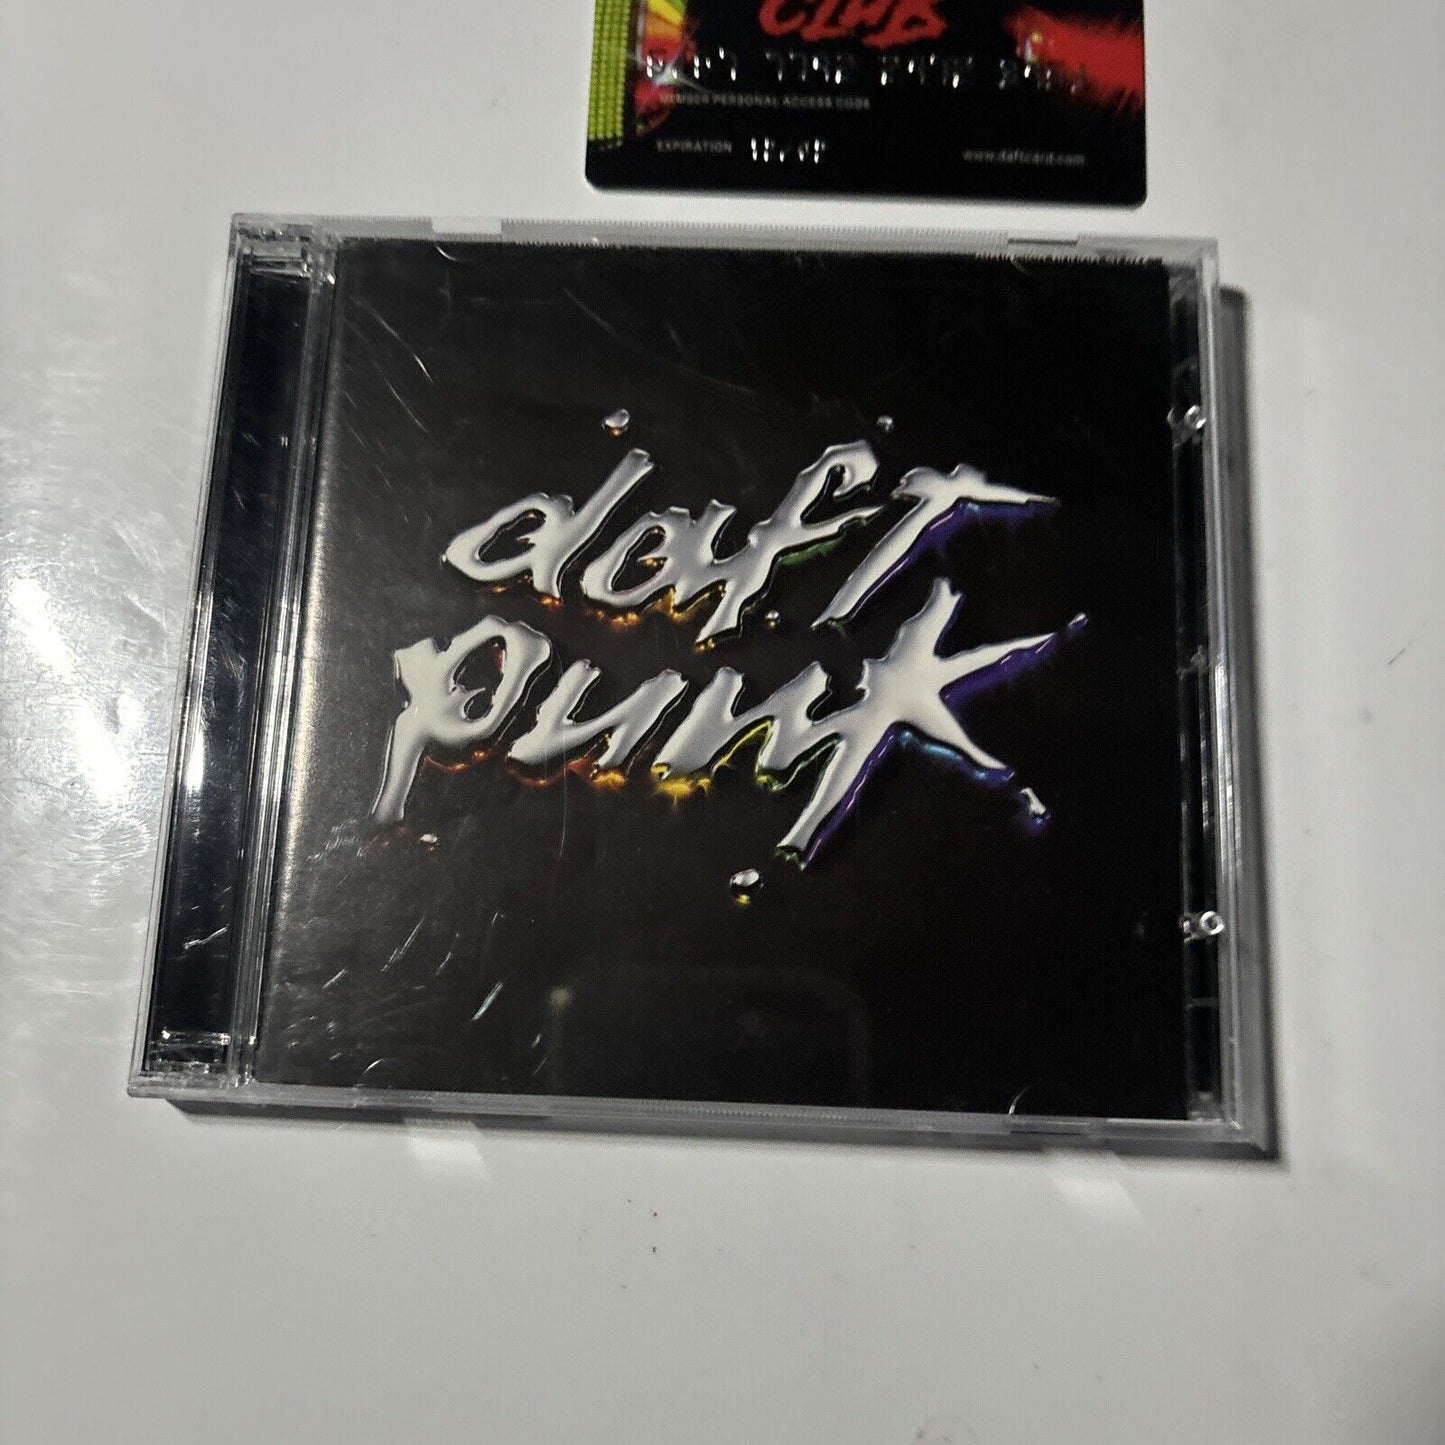 CLUB
MEMBER PERSONAL ACCESS CODE
EXPIRATION
www.daftcard.com
daft
punk